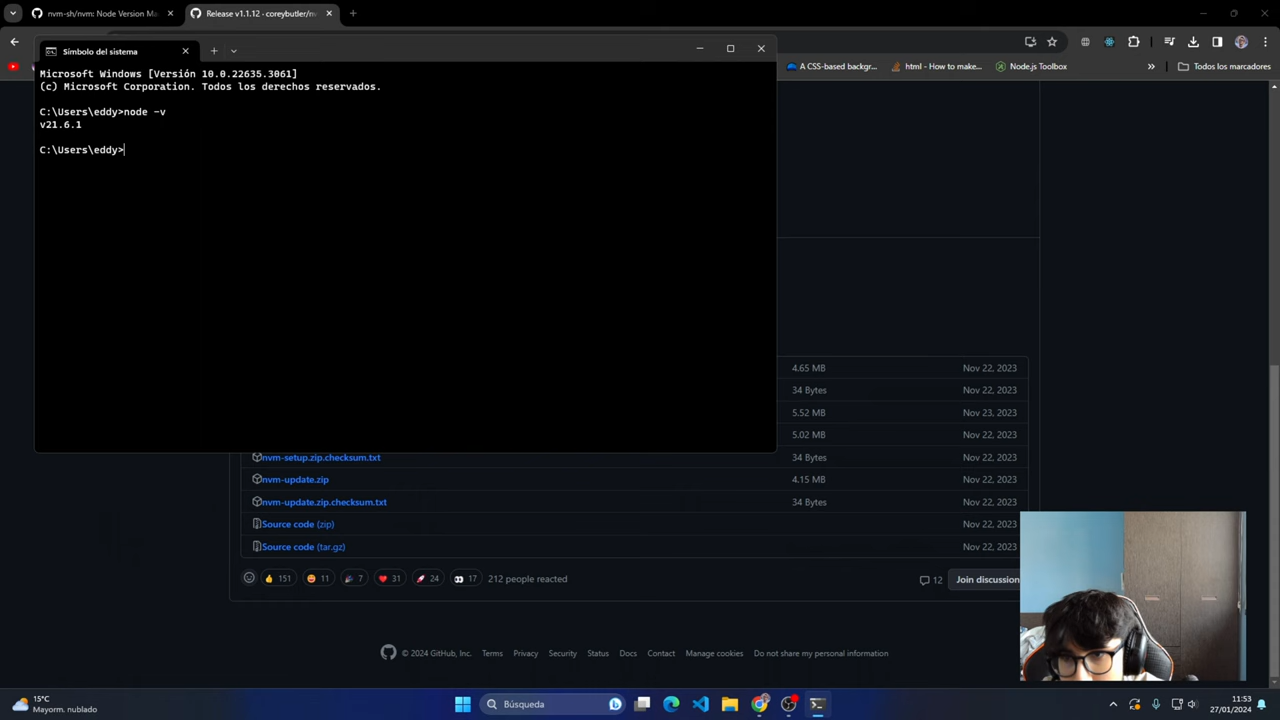 nvm-sh/nvm: Node Version Ma
Release v1.1.12 · coreybutler/n
Símbolo del sistema
A CSS-based backgr...
html - How to make...
Node.js Toolbox
Todos los marcadores
Microsoft Windows [Versión 10.0.22635.3061]
(c) Microsoft Corporation. Todos los derechos reservados.
C:\Users\eddy>node -v
v21.6.1
C:\Users\eddy>
4.65 MB Nov 22, 2023
34 Bytes Nov 22, 2023
5.52 MB Nov 23, 2023
5.02 MB Nov 22, 2023
nvm-setup.zip.checksum.txt 34 Bytes Nov 22, 2023
nvm-update.zip 4.15 MB Nov 22, 2023
nvm-update.zip.checksum.txt 34 Bytes Nov 22, 2023
Source code (zip) Nov 22, 2023
Source code (tar.gz) Nov 22, 2023
151 11 7 31 24 17 212 people reacted
12 Join discussion
© 2024 GitHub, Inc. Terms Privacy Security Status Docs Contact Manage cookies Do not share my personal information
15°C
Mayorm. nublado
Búsqueda
11:53
27/01/2024